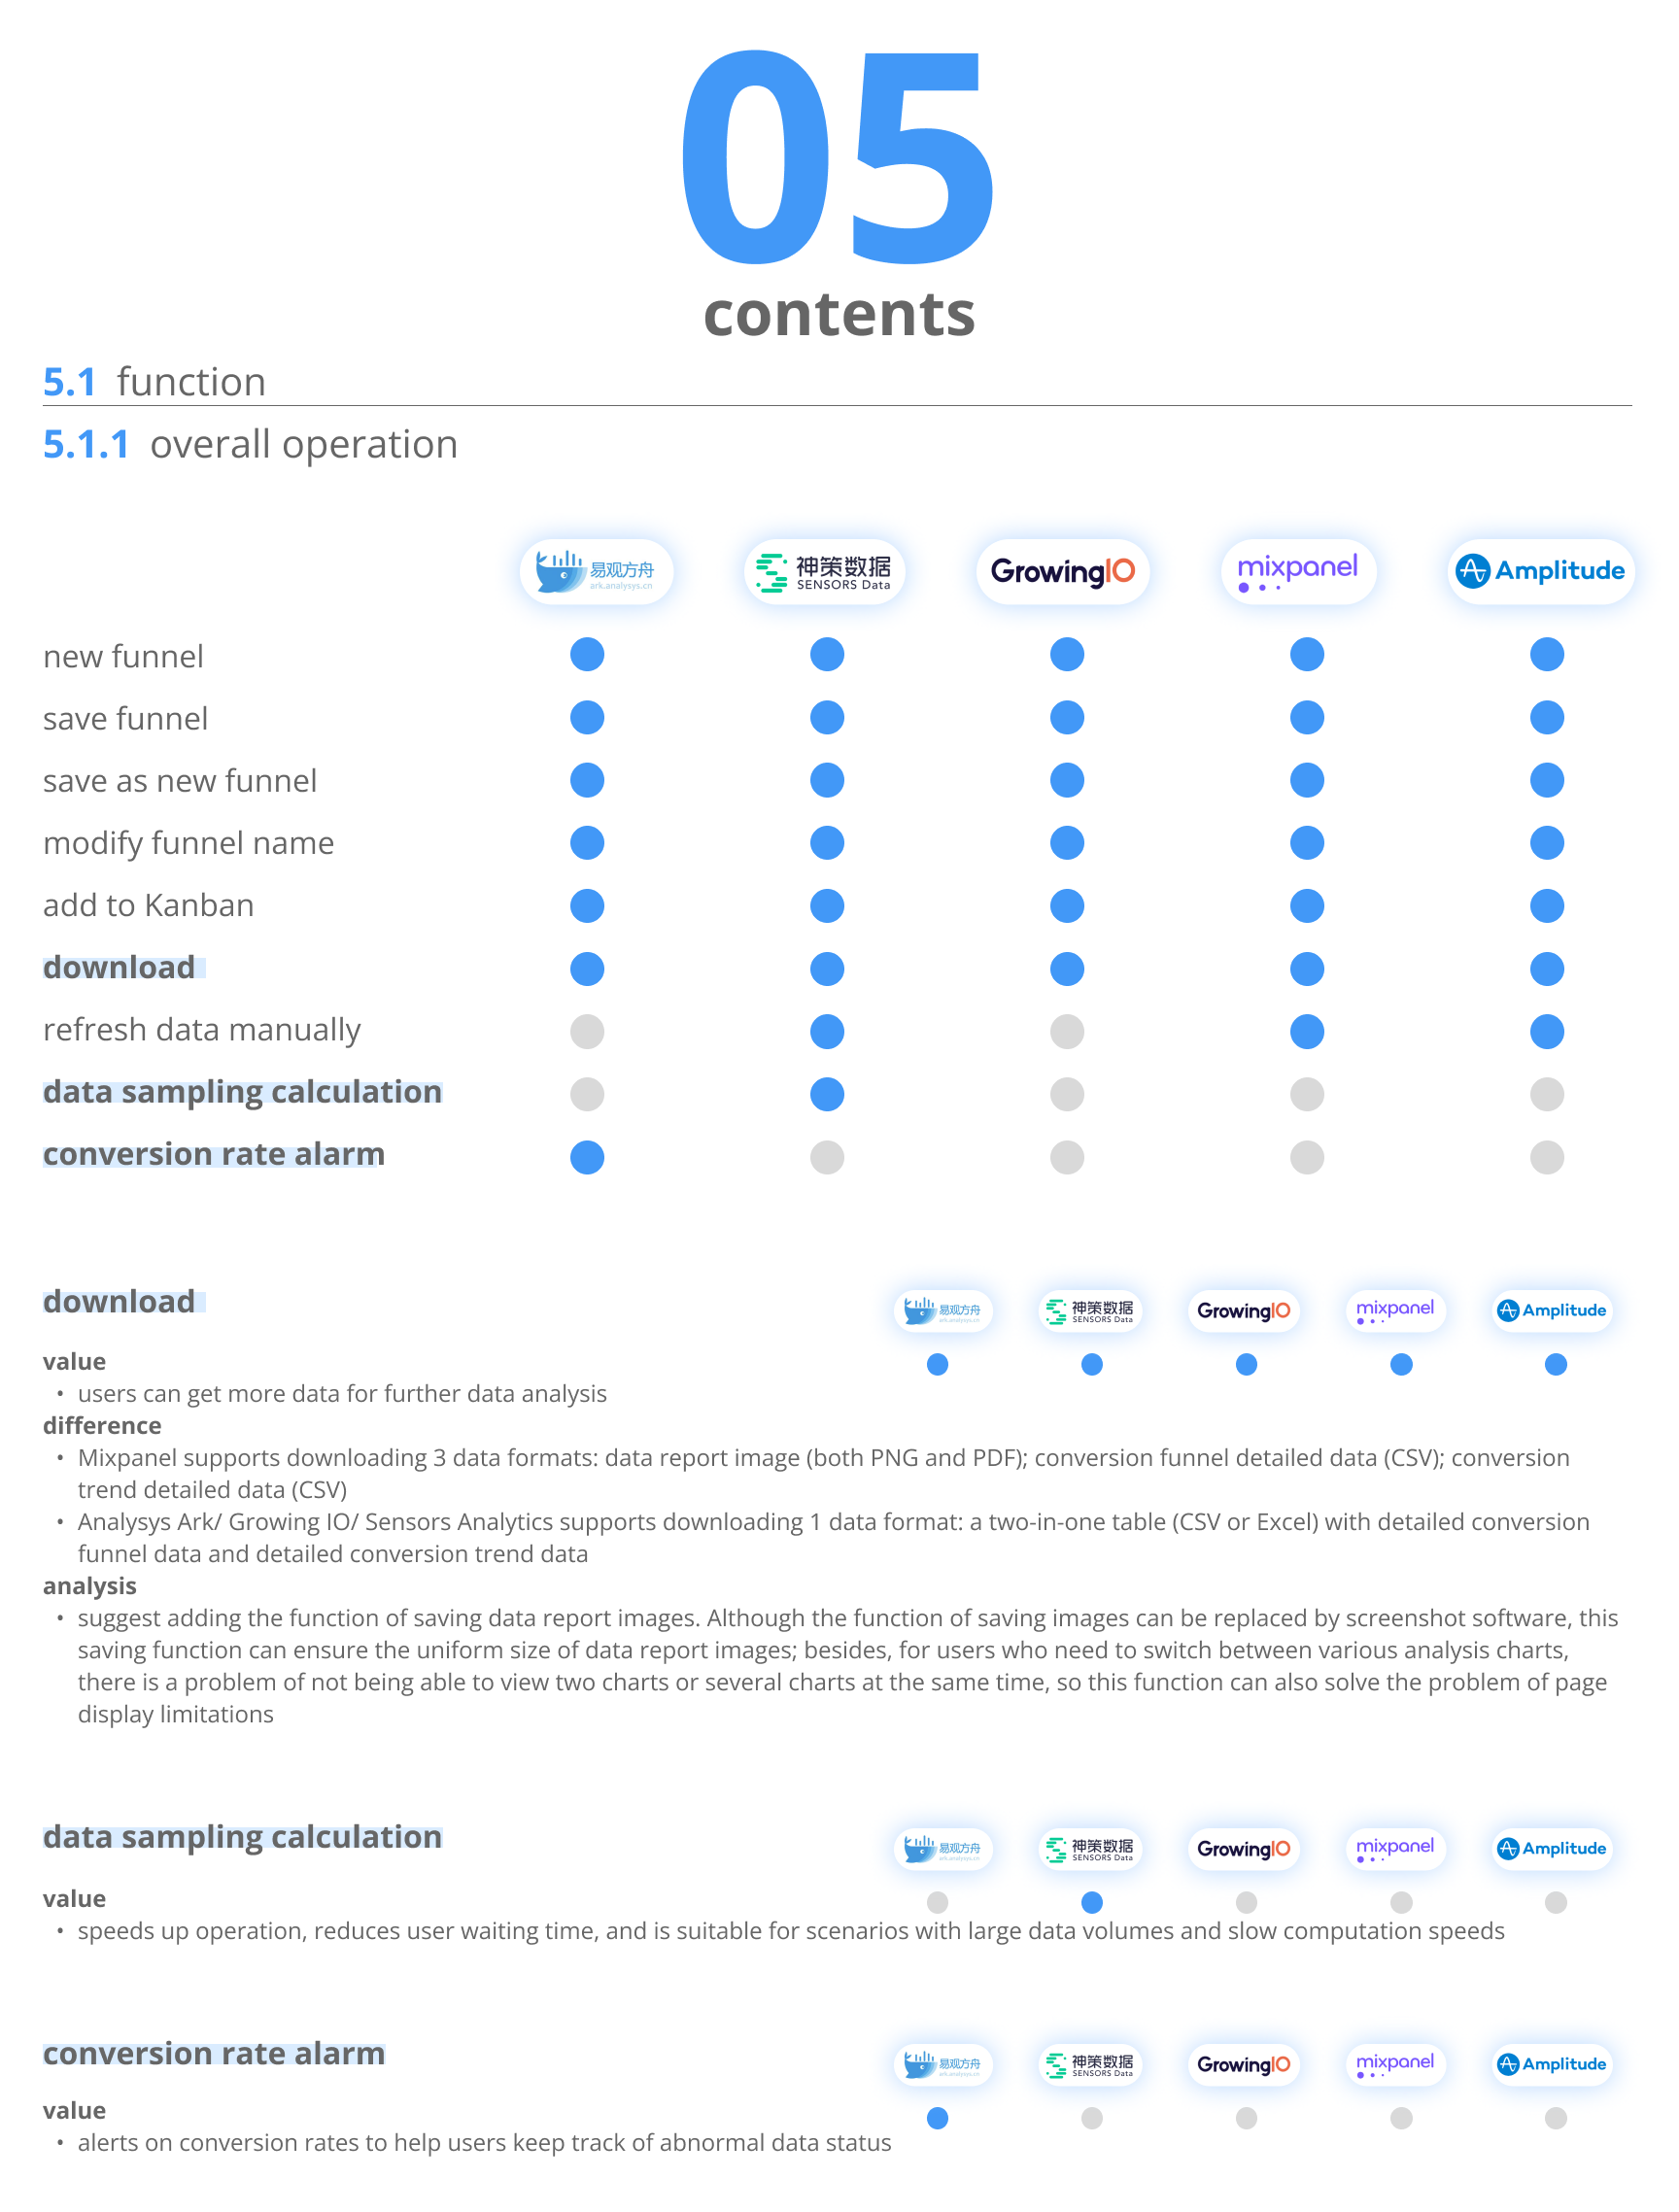 05
contents
5.1 function
5.1.1 overall operation
易观方舟
ark.analysys.cn
神策数据
SENSORS Data
GrowingIO
mixpanel
Amplitude
new funnel
save funnel
save as new funnel
modify funnel name
add to Kanban
download
refresh data manually
data sampling calculation
conversion rate alarm
download
易观方舟
ark.analysys.cn
神策数据
SENSORS Data
GrowingIO
mixpanel
Amplitude
value
• users can get more data for further data analysis
difference
• Mixpanel supports downloading 3 data formats: data report image (both PNG and PDF); conversion funnel detailed data (CSV); conversion
trend detailed data (CSV)
• Analysys Ark/ Growing IO/ Sensors Analytics supports downloading 1 data format: a two-in-one table (CSV or Excel) with detailed conversion
funnel data and detailed conversion trend data
analysis
• suggest adding the function of saving data report images. Although the function of saving images can be replaced by screenshot software, this
saving function can ensure the uniform size of data report images; besides, for users who need to switch between various analysis charts,
there is a problem of not being able to view two charts or several charts at the same time, so this function can also solve the problem of page
display limitations
data sampling calculation
易观方舟
ark.analysys.cn
神策数据
SENSORS Data
GrowingIO
mixpanel
Amplitude
value
• speeds up operation, reduces user waiting time, and is suitable for scenarios with large data volumes and slow computation speeds
conversion rate alarm
易观方舟
ark.analysys.cn
神策数据
SENSORS Data
GrowingIO
mixpanel
Amplitude
value
• alerts on conversion rates to help users keep track of abnormal data status